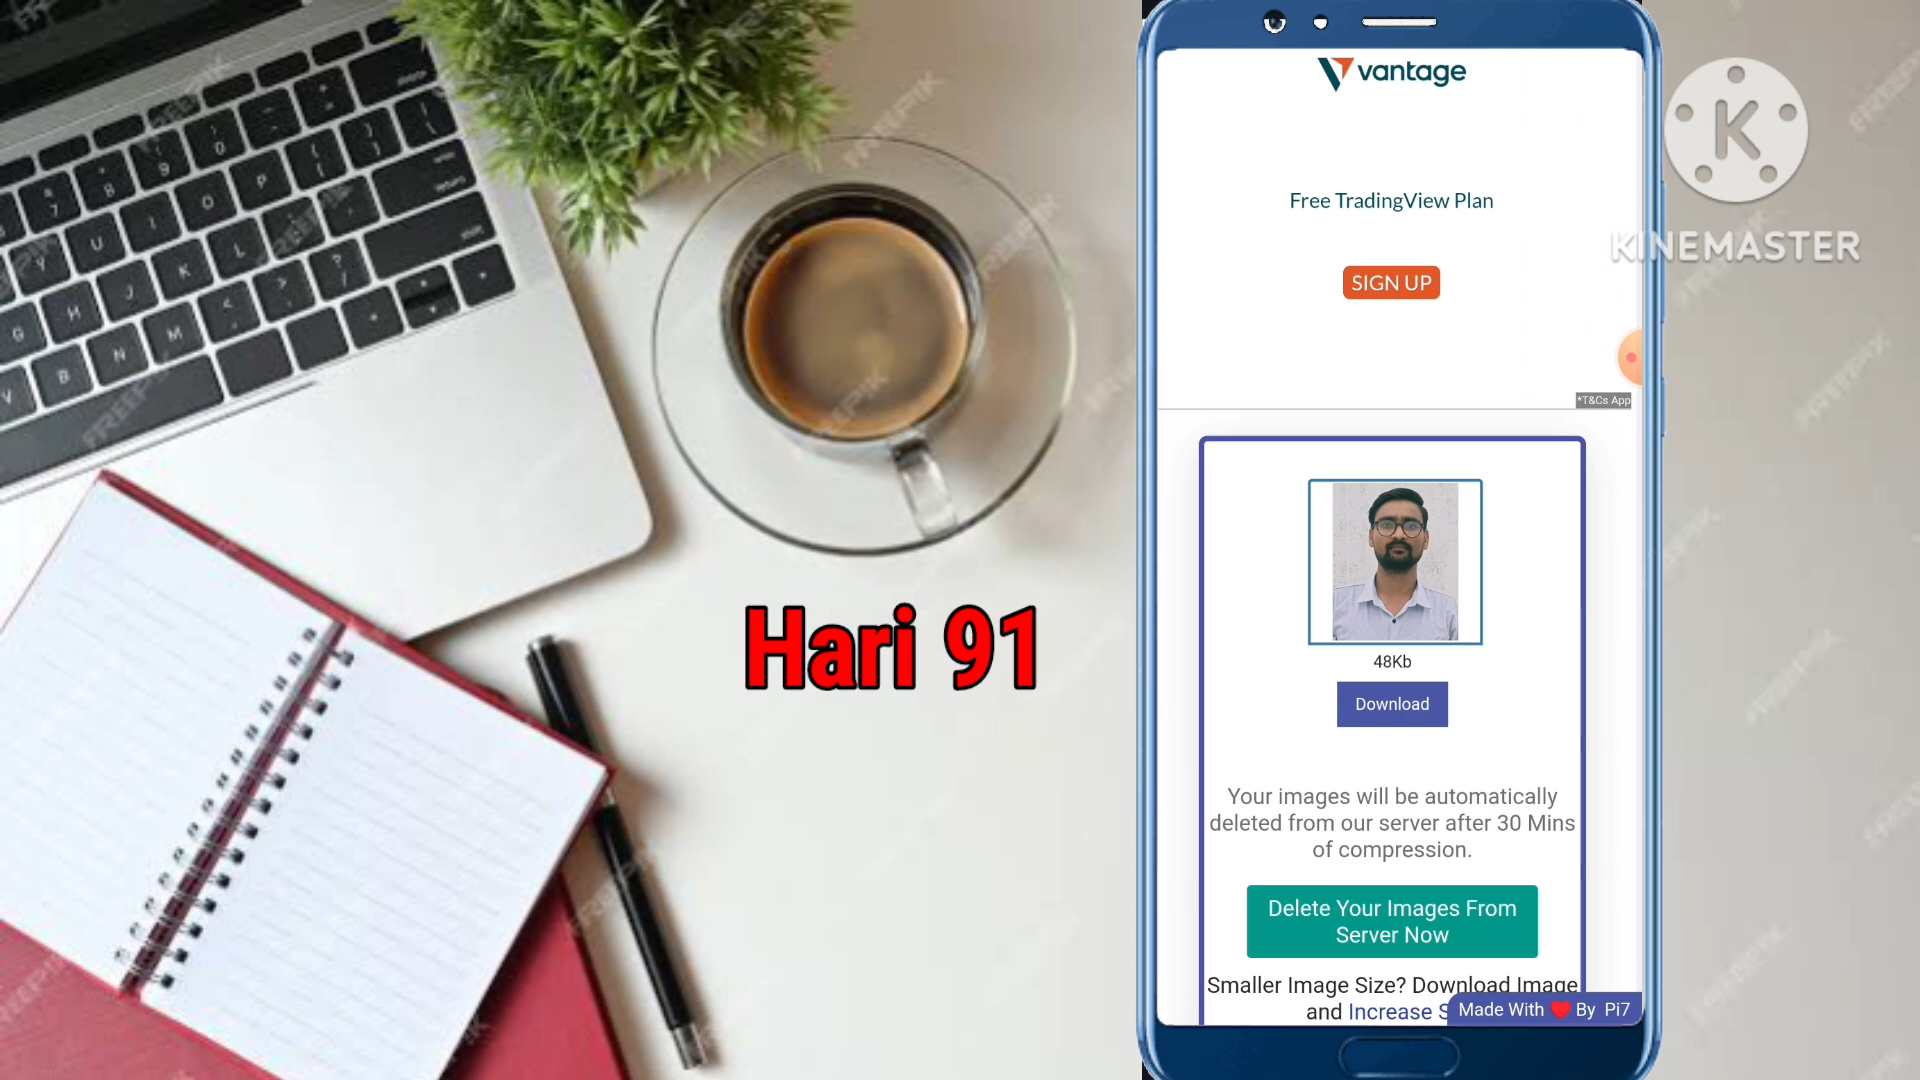 vantage
Free TradingView Plan
SIGN UP
*T&Cs App
KINEMASTER
Hari 91
48Kb
Download
Your images will be automatically
deleted from our server after 30 Mins
of compression.
Delete Your Images From
Server Now
Smaller Image Size? Download Image
and Increase S
Made With ❤️ By Pi7